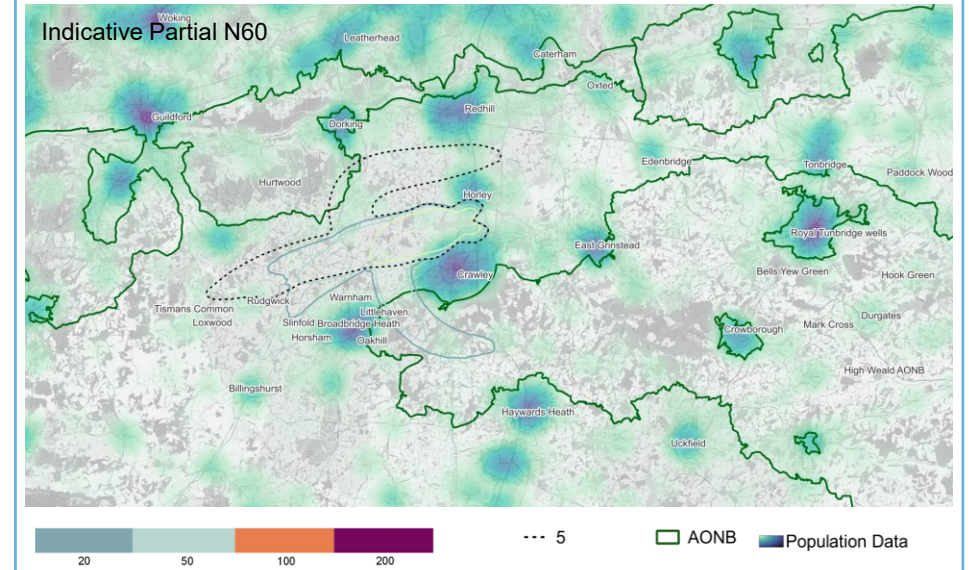 Indicative Partial N60
Woking
Leatherhead
Caterham
Oxted
Redhill
Guildford
Dorking
Edenbridge
Tonbridge
Paddock Wood
Hurtwood
Horley
East Grinstead
Royal Tunbridge wells
Crawley
Bells Yew Green
Hook Green
Rudgwick
Warnham
Tismans Common
Littlehaven
Loxwood
Slinfold
Broadbridge Heath
Horsham
Oakhill
Crowborough
Mark Cross
Durgates
High Weald AONB
Billingshurst
Haywards Heath
Uckfield
20 50 100 200
5
AONB
Population Data